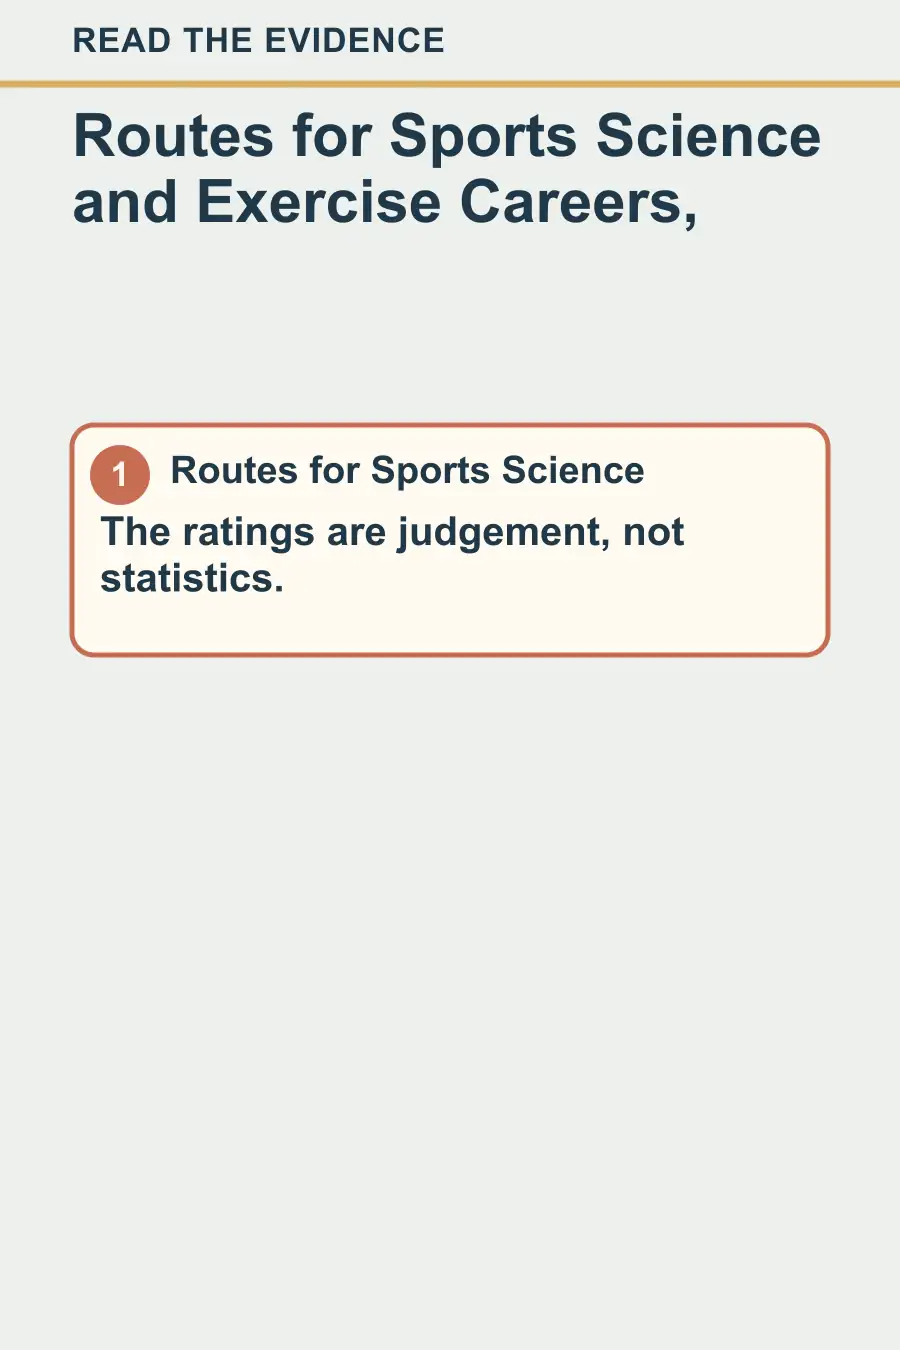 READ THE EVIDENCE
Routes for Sports Science
and Exercise Careers,
1 Routes for Sports Science
The ratings are judgement, not
statistics.